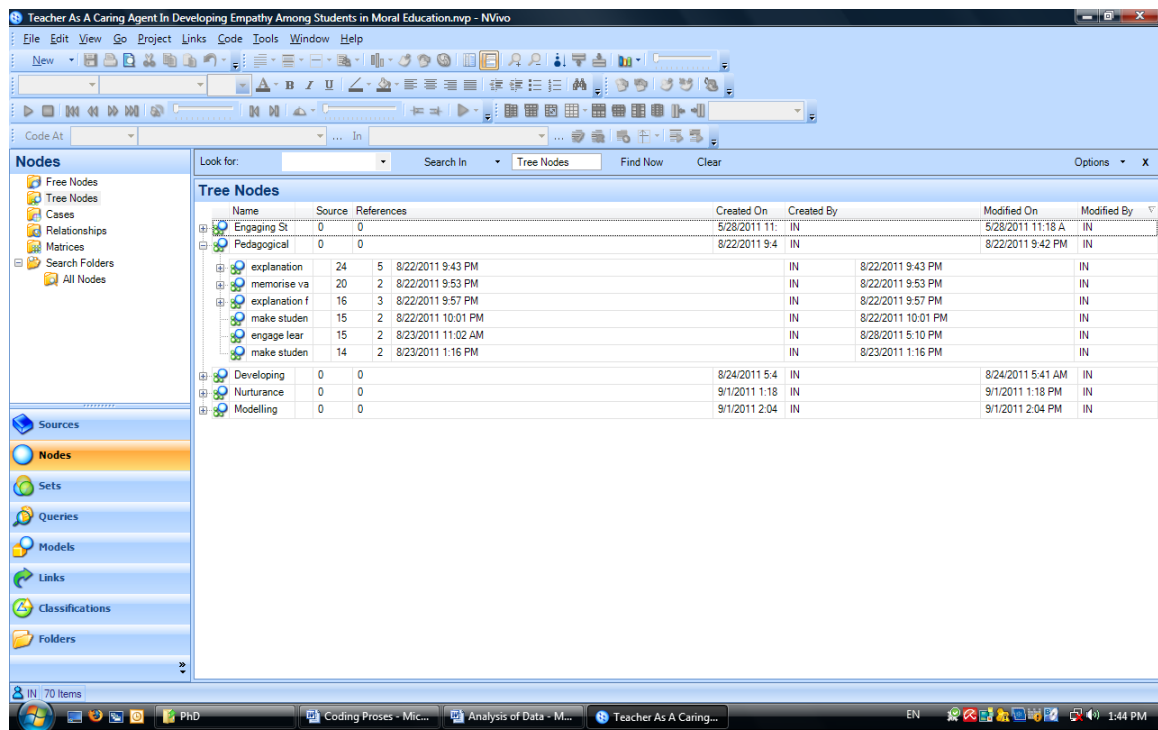 Teacher As A Caring Agent In Developing Empathy Among Students in Moral Education.nvp - NVivo
File Edit View Go Project Links Code Tools Window Help
New
A B I U
Code At ... In ...
Nodes
Free Nodes
Tree Nodes
Cases
Relationships
Matrices
Search Folders
All Nodes
Look for: Search In Tree Nodes Find Now Clear Options x
Tree Nodes
Name Source References Created On Created By Modified On Modified By
Engaging St 0 0 5/28/2011 11: IN 5/28/2011 11:18 A IN
Pedagogical 0 0 8/22/2011 9:4 IN 8/22/2011 9:42 PM IN
explanation 24 5 8/22/2011 9:43 PM IN 8/22/2011 9:43 PM IN
memorise va 20 2 8/22/2011 9:53 PM IN 8/22/2011 9:53 PM IN
explanation f 16 3 8/22/2011 9:57 PM IN 8/22/2011 9:57 PM IN
make studen 15 2 8/22/2011 10:01 PM IN 8/22/2011 10:01 PM IN
engage lear 15 2 8/23/2011 11:02 AM IN 8/28/2011 5:10 PM IN
make studen 14 2 8/23/2011 1:16 PM IN 8/23/2011 1:16 PM IN
Developing 0 0 8/24/2011 5:4 IN 8/24/2011 5:41 AM IN
Nurturance 0 0 9/1/2011 1:18 IN 9/1/2011 1:18 PM IN
Modelling 0 0 9/1/2011 2:04 IN 9/1/2011 2:04 PM IN
Sources
Nodes
Sets
Queries
Models
Links
Classifications
Folders
IN 70 Items
PhD Coding Proses - Mic... Analysis of Data - M... Teacher As A Caring... EN 1:44 PM